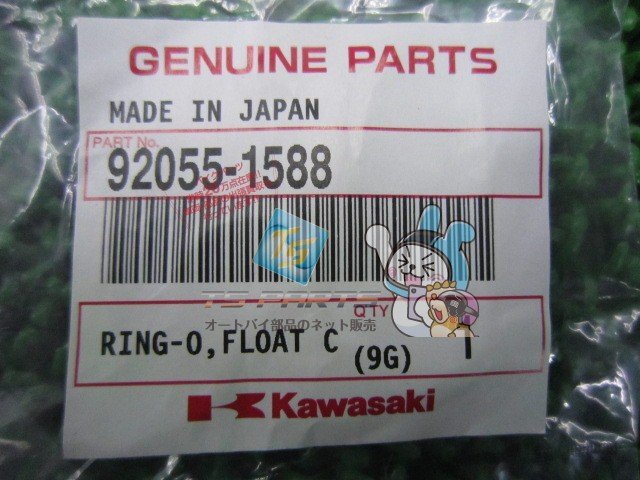 GENUINE PARTS
MADE IN JAPAN
PART No.
92055-1588
TS PARTS
オートバイ部品のネット販売
QTY
RING-O, FLOAT C (9G) 1
Kawasaki